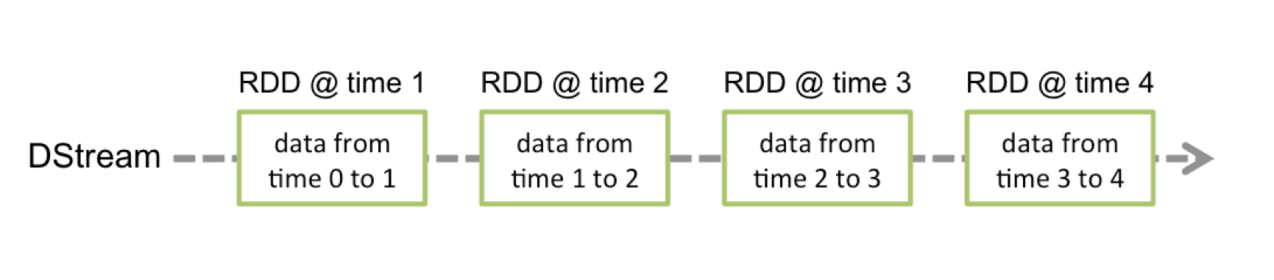 RDD @ time 1 RDD @ time 2 RDD @ time 3 RDD @ time 4
DStream
data from
time 0 to 1
data from
time 1 to 2
data from
time 2 to 3
data from
time 3 to 4